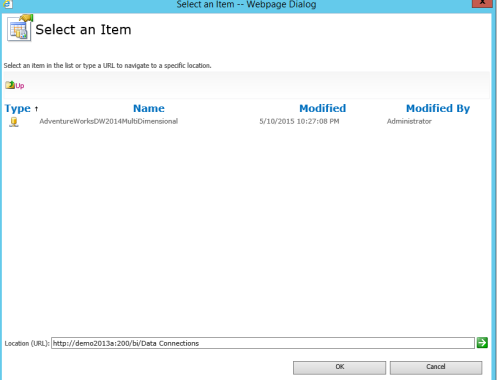 Select an Item -- Webpage Dialog
x
Select an Item
Select an item in the list or type a URL to navigate to a specific location.
Up
Type ↑ Name Modified Modified By
AdventureWorksDW2014MultiDimensional 5/10/2015 10:27:08 PM Administrator
Location (URL): http://demo2013a:200/bi/Data Connections
OK Cancel